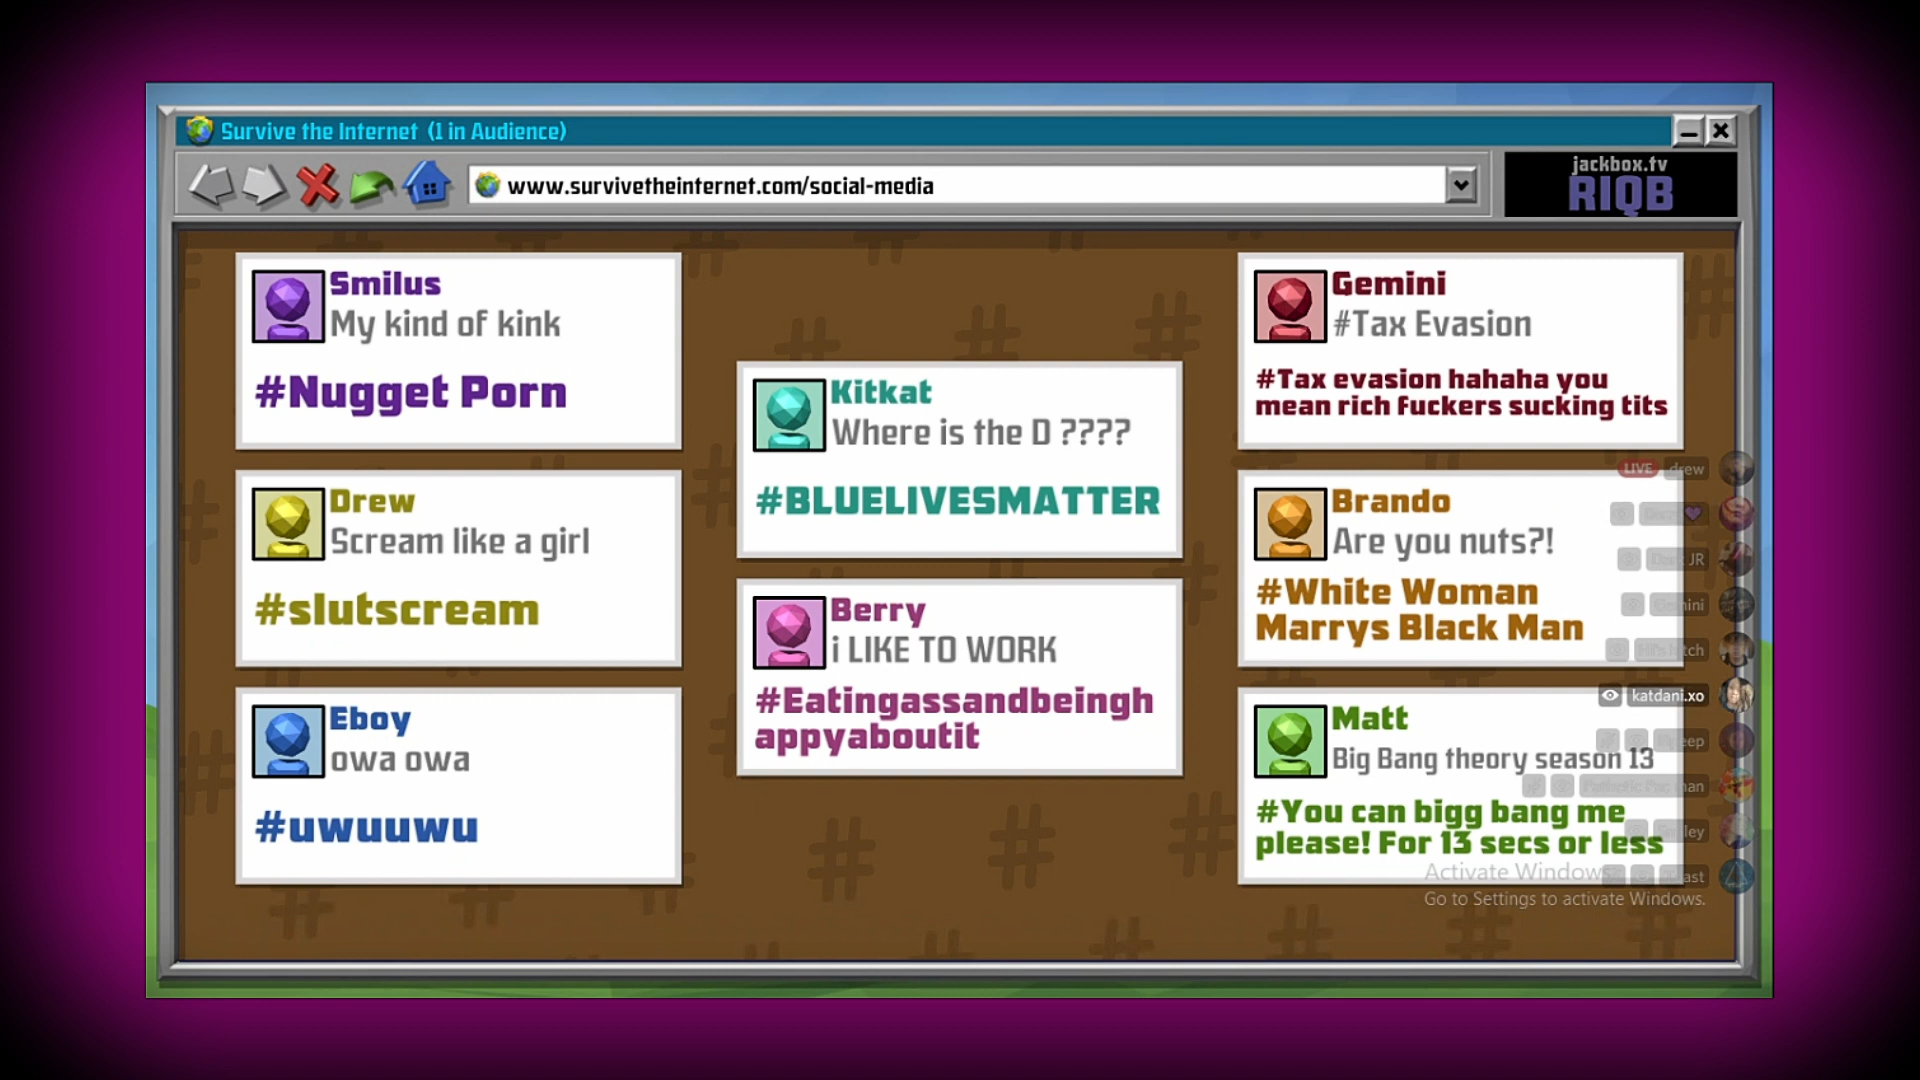 Survive the Internet (1 in Audience)
www.survivetheinternet.com/social-media
jackbox.tv
RIQB
Smilus
My kind of kink
#Nugget Porn
Drew
Scream like a girl
#slutscream
Eboy
owa owa
#uwuuwu
Kitkat
Where is the D ????
#BLUELIVESMATTER
Berry
i LIKE TO WORK
#Eatingassandbeingh
appyaboutit
Gemini
#Tax Evasion
#Tax evasion hahaha you
mean rich fuckers sucking tits
Brando
Are you nuts?!
#White Woman
Marrys Black Man
Matt
Big Bang theory season 13
#You can bigg bang me
please! For 13 secs or less
LIVE drew
JR
katdani.xo
Activate Windows
Go to Settings to activate Windows.